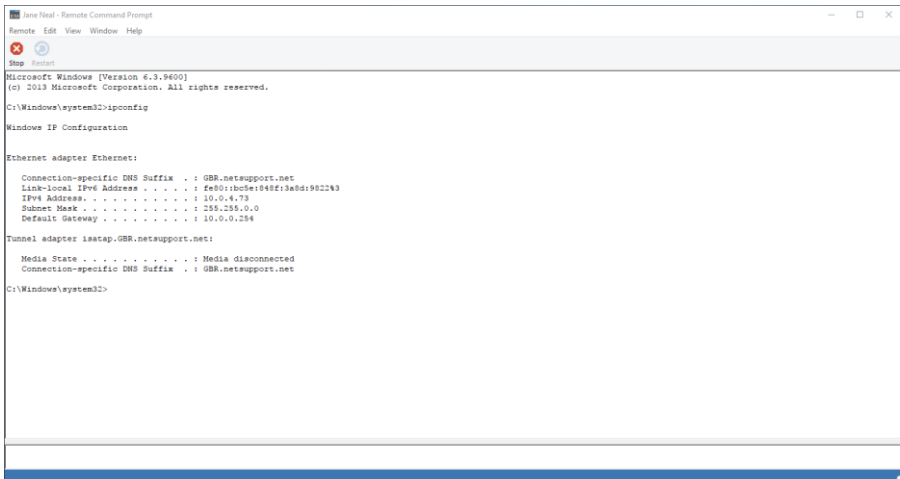 Jane Neal - Remote Command Prompt
Remote Edit View Window Help
Stop Restart
Microsoft Windows [Version 6.3.9600]
(c) 2013 Microsoft Corporation. All rights reserved.
C:\Windows\system32>ipconfig
Windows IP Configuration
Ethernet adapter Ethernet:
Connection-specific DNS Suffix . : GBR.netsupport.net
Link-local IPv6 Address . . . . . : fe80::bc5e:848f:3a8d:9822%3
IPv4 Address. . . . . . . . . . . : 10.0.4.73
Subnet Mask . . . . . . . . . . . : 255.255.0.0
Default Gateway . . . . . . . . . : 10.0.0.254
Tunnel adapter isatap.GBR.netsupport.net:
Media State . . . . . . . . . . . : Media disconnected
Connection-specific DNS Suffix . : GBR.netsupport.net
C:\Windows\system32>